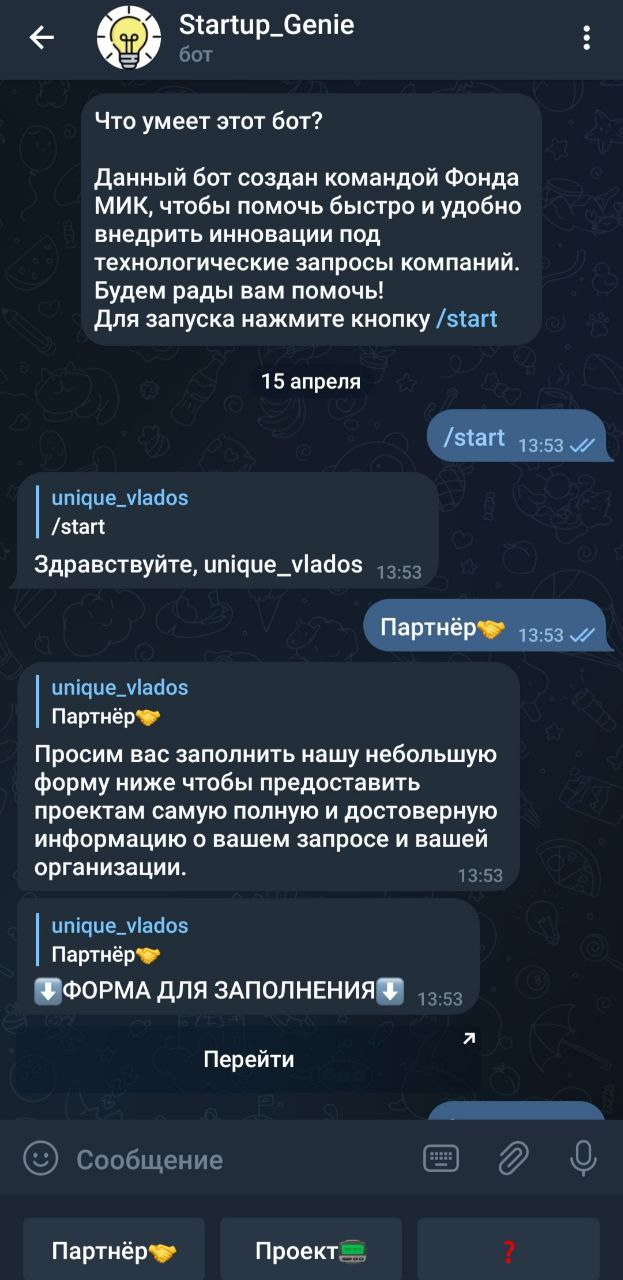 Startup_Genie
бот
Что умеет этот бот?
Данный бот создан командой Фонда
МИК, чтобы помочь быстро и удобно
внедрить инновации под
технологические запросы компаний.
Будем рады вам помочь!
Для запуска нажмите кнопку /start
15 апреля
/start 13:53
unique_vlados
/start
Здравствуйте, unique_vlados 13:53
Партнёр🤝 13:53
unique_vlados
Партнёр🤝
Просим вас заполнить нашу небольшую
форму ниже чтобы предоставить
проектам самую полную и достоверную
информацию о вашем запросе и вашей
организации. 13:53
unique_vlados
Партнёр🤝
⬇️ФОРМА ДЛЯ ЗАПОЛНЕНИЯ⬇️ 13:53
Перейти
Сообщение
Партнёр🤝 Проект📟 ❓